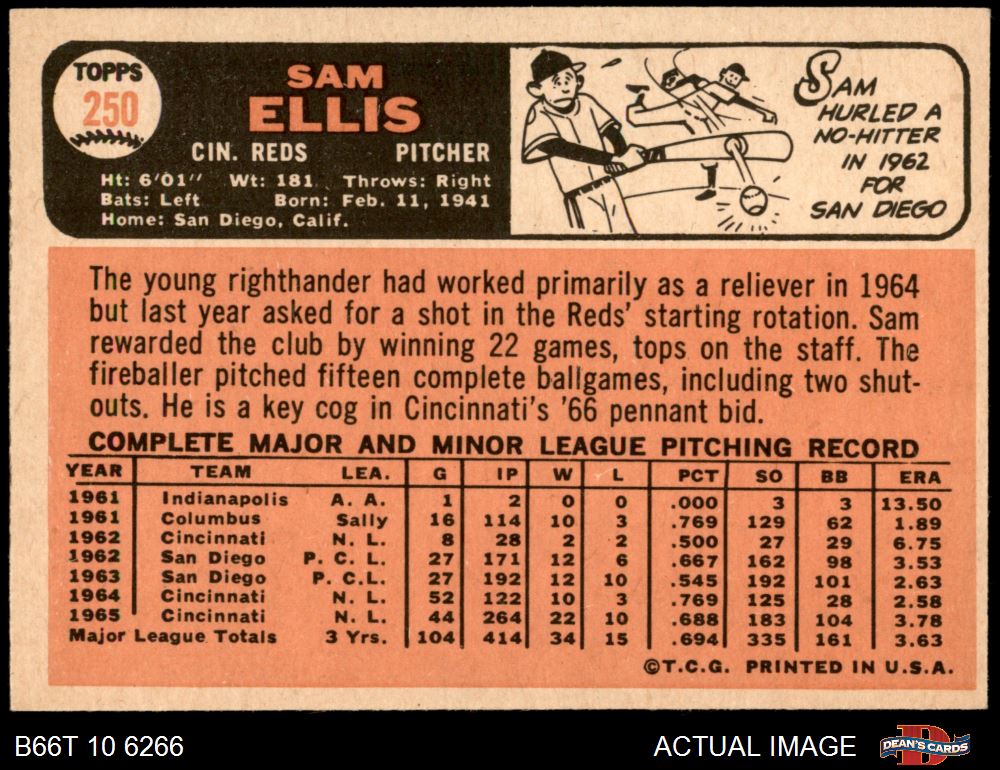 TOPPS
250
SAM
ELLIS
CIN. REDS PITCHER
Ht: 6'01" Wt: 181 Throws: Right
Bats: Left Born: Feb. 11, 1941
Home: San Diego, Calif.
SAM
HURLED A
NO-HITTER
IN 1962
FOR
SAN DIEGO
The young righthander had worked primarily as a reliever in 1964
but last year asked for a shot in the Reds' starting rotation. Sam
rewarded the club by winning 22 games, tops on the staff. The
fireballer pitched fifteen complete ballgames, including two shut-
outs. He is a key cog in Cincinnati's '66 pennant bid.
COMPLETE MAJOR AND MINOR LEAGUE PITCHING RECORD
YEAR TEAM LEA. G IP W L PCT SO BB ERA
1961 Indianapolis A. A. 1 2 0 0 .000 3 3 13.50
1961 Columbus Sally 16 114 10 3 .769 129 62 1.89
1962 Cincinnati N. L. 8 28 2 2 .500 27 29 6.75
1962 San Diego P. C. L. 27 171 12 6 .667 162 98 3.53
1963 San Diego P. C.L. 27 192 12 10 .545 192 101 2.63
1964 Cincinnati N. L. 52 122 10 3 .769 125 28 2.58
1965 Cincinnati N. L. 44 264 22 10 .688 183 104 3.78
Major League Totals 3 Yrs. 104 414 34 15 .694 335 161 3.63
©T.C.G. PRINTED IN U.S.A.
B66T 10 6266
ACTUAL IMAGE
DEAN'S CARDS